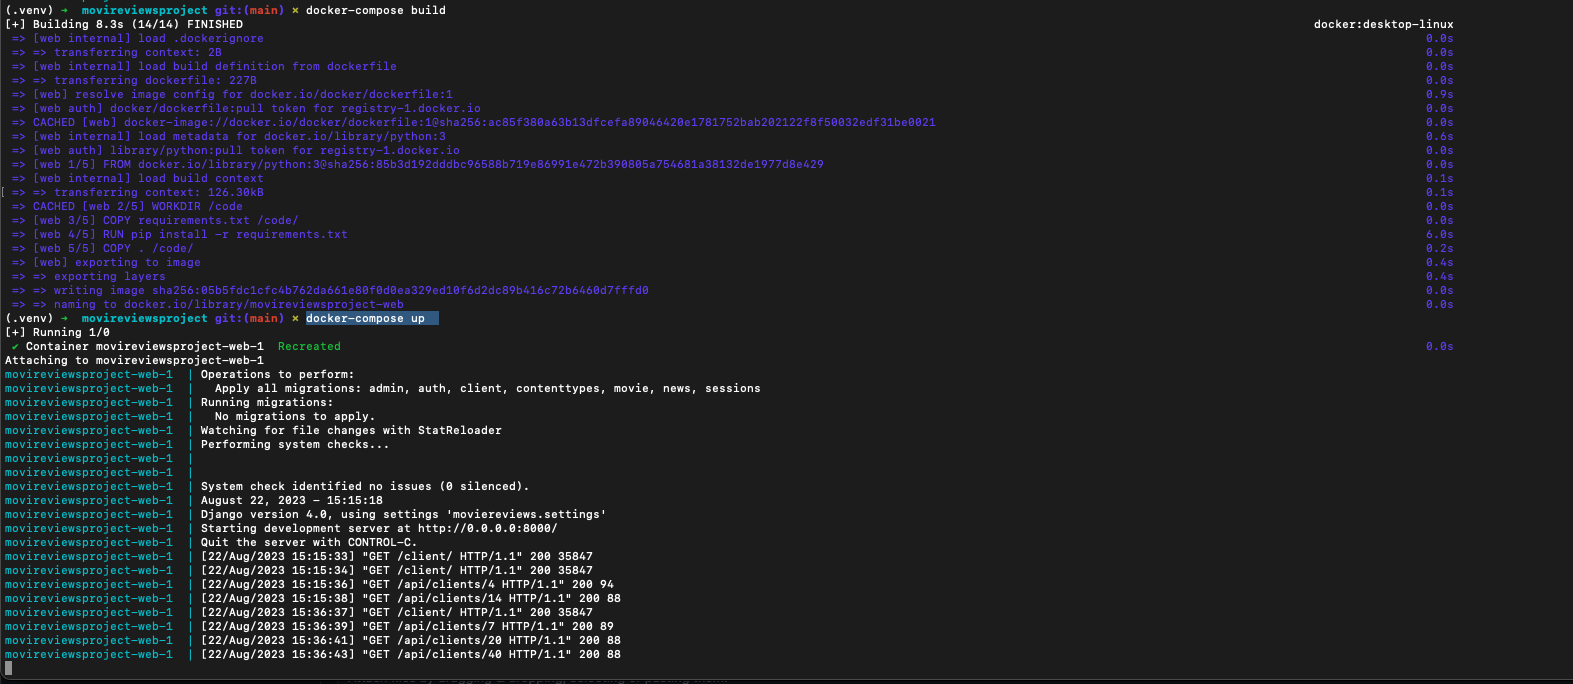 (.venv) → movireviewsproject git:(main) × docker-compose build
[+] Building 8.3s (14/14) FINISHED docker:desktop-linux
=> [web internal] load .dockerignore 0.0s
=> => transferring context: 2B 0.0s
=> [web internal] load build definition from dockerfile 0.0s
=> => transferring dockerfile: 227B 0.0s
=> [web] resolve image config for docker.io/docker/dockerfile:1 0.9s
=> [web auth] docker/dockerfile:pull token for registry-1.docker.io 0.0s
=> CACHED [web] docker-image://docker.io/docker/dockerfile:1@sha256:ac85f380a63b13dfcefa89046420e1781752bab202122f8f50032edf31be0021 0.0s
=> [web internal] load metadata for docker.io/library/python:3 0.6s
=> [web auth] library/python:pull token for registry-1.docker.io 0.0s
=> [web 1/5] FROM docker.io/library/python:3@sha256:85b3d192dddbc96588b719e86991e472b390805a754681a38132de1977d8e429 0.0s
=> [web internal] load build context 0.1s
[ => => transferring context: 126.30kB 0.1s
=> CACHED [web 2/5] WORKDIR /code 0.0s
=> [web 3/5] COPY requirements.txt /code/ 0.0s
=> [web 4/5] RUN pip install -r requirements.txt 6.0s
=> [web 5/5] COPY . /code/ 0.2s
=> [web] exporting to image 0.4s
=> => exporting layers 0.4s
=> => writing image sha256:05b5fdc1cfc4b762da661e80f0d0ea329ed10f6d2dc89b416c72b6460d7fffd0 0.0s
=> => naming to docker.io/library/movireviewsproject-web 0.0s
(.venv) → movireviewsproject git:(main) × docker-compose up
[+] Running 1/0
✔ Container movireviewsproject-web-1 Recreated 0.0s
Attaching to movireviewsproject-web-1
movireviewsproject-web-1 | Operations to perform:
movireviewsproject-web-1 | Apply all migrations: admin, auth, client, contenttypes, movie, news, sessions
movireviewsproject-web-1 | Running migrations:
movireviewsproject-web-1 | No migrations to apply.
movireviewsproject-web-1 | Watching for file changes with StatReloader
movireviewsproject-web-1 | Performing system checks...
movireviewsproject-web-1 |
movireviewsproject-web-1 |
movireviewsproject-web-1 | System check identified no issues (0 silenced).
movireviewsproject-web-1 | August 22, 2023 - 15:15:18
movireviewsproject-web-1 | Django version 4.0, using settings 'moviereviews.settings'
movireviewsproject-web-1 | Starting development server at http://0.0.0.0:8000/
movireviewsproject-web-1 | Quit the server with CONTROL-C.
movireviewsproject-web-1 | [22/Aug/2023 15:15:33] "GET /client/ HTTP/1.1" 200 35847
movireviewsproject-web-1 | [22/Aug/2023 15:15:34] "GET /client/ HTTP/1.1" 200 35847
movireviewsproject-web-1 | [22/Aug/2023 15:15:36] "GET /api/clients/4 HTTP/1.1" 200 94
movireviewsproject-web-1 | [22/Aug/2023 15:15:38] "GET /api/clients/14 HTTP/1.1" 200 88
movireviewsproject-web-1 | [22/Aug/2023 15:36:37] "GET /client/ HTTP/1.1" 200 35847
movireviewsproject-web-1 | [22/Aug/2023 15:36:39] "GET /api/clients/7 HTTP/1.1" 200 89
movireviewsproject-web-1 | [22/Aug/2023 15:36:41] "GET /api/clients/20 HTTP/1.1" 200 88
movireviewsproject-web-1 | [22/Aug/2023 15:36:43] "GET /api/clients/40 HTTP/1.1" 200 88